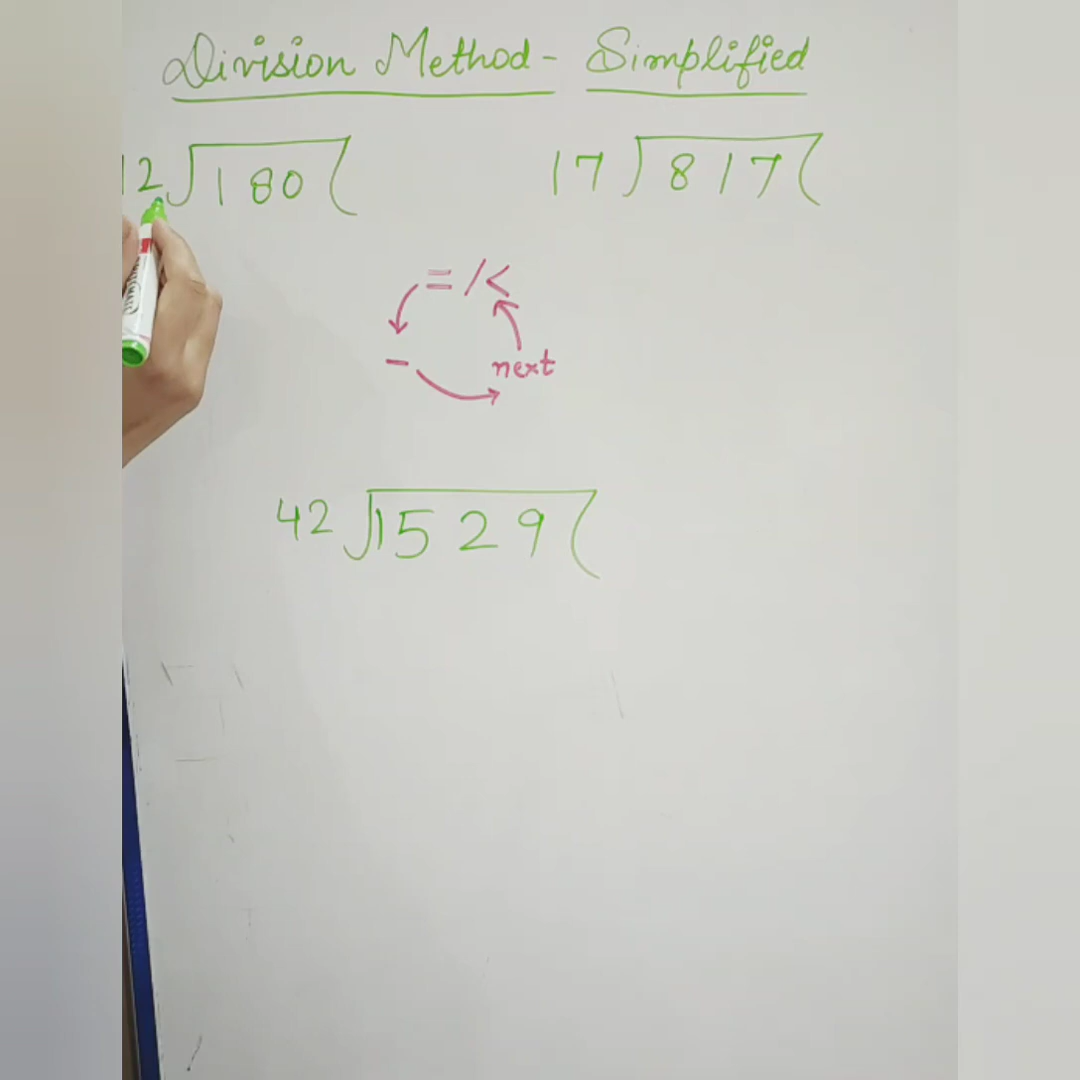 Division Method - Simplified
12 √180(
17 )817(
= / <
- next
42 √1529(